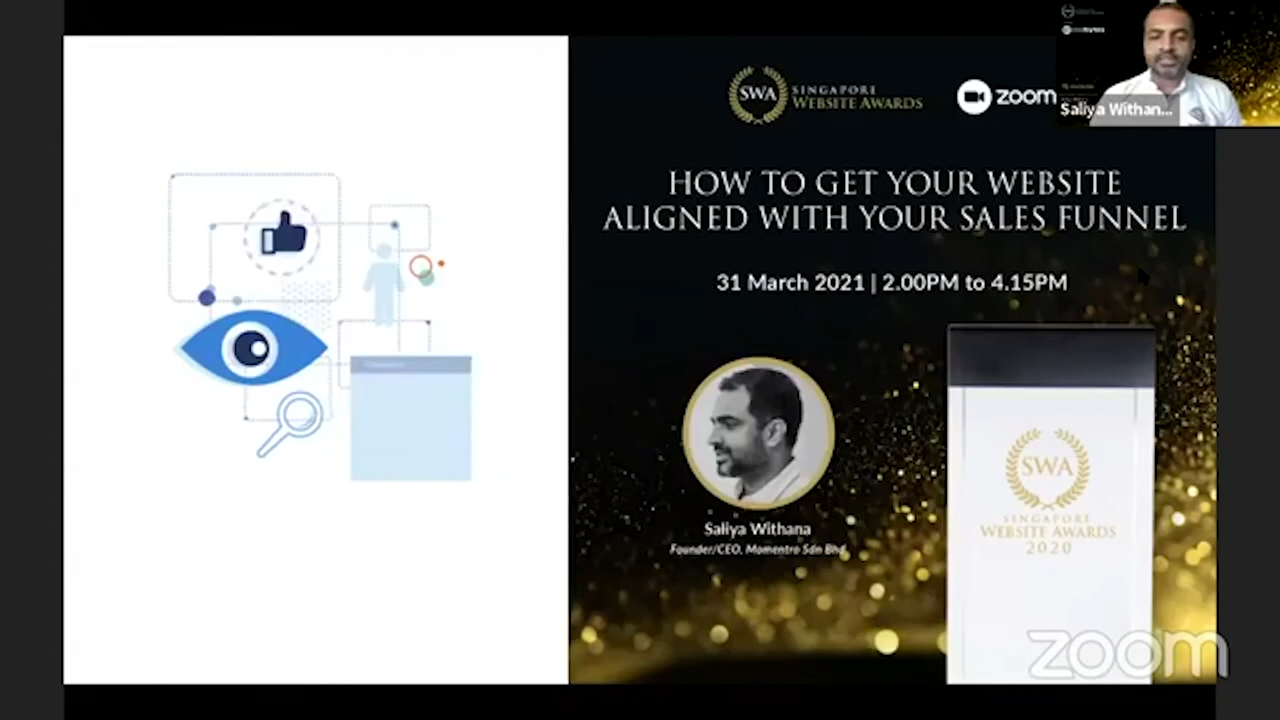 SWA
SINGAPORE
WEBSITE AWARDS
zoom
Saliya Withan...
HOW TO GET YOUR WEBSITE
ALIGNED WITH YOUR SALES FUNNEL
31 March 2021 | 2.00PM to 4.15PM
Saliya Withana
Founder/CEO, Momentro Sdn Bhd
SWA
SINGAPORE
WEBSITE AWARDS
2020
zoom